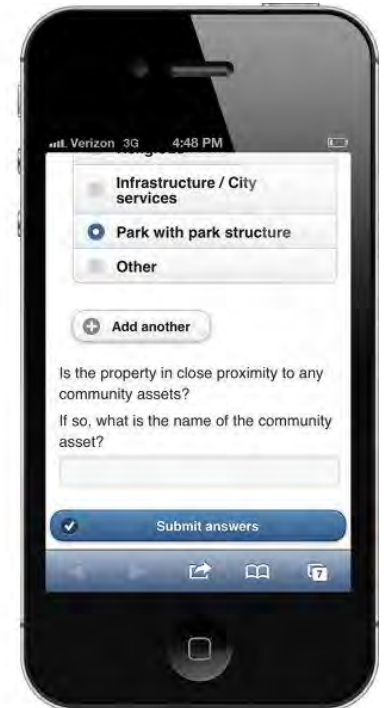 Verizon 3G 4:48 PM
Infrastructure / City
services
Park with park structure
Other
Add another
Is the property in close proximity to any
community assets?
If so, what is the name of the community
asset?
Submit answers
7